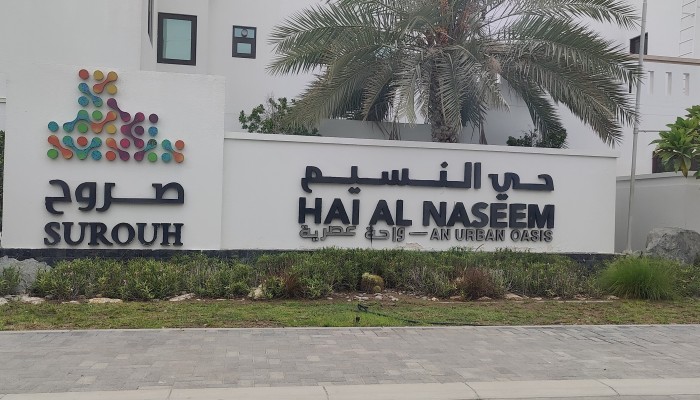 صروح
SUROUH
حي النسيم
HAI AL NASEEM
واحة عصرية — AN URBAN OASIS